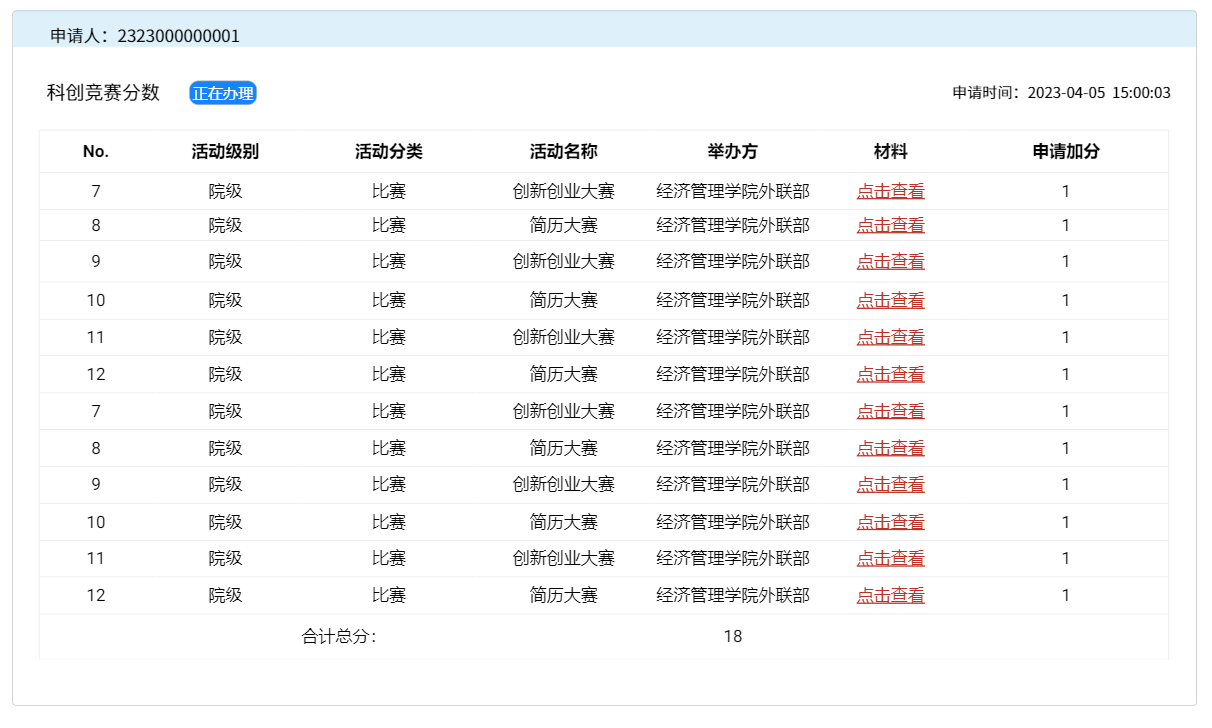 申请人：2323000000001
科创竞赛分数 正在办理 申请时间：2023-04-05 15:00:03
No. 活动级别 活动分类 活动名称 举办方 材料 申请加分
7 院级 比赛 创新创业大赛 经济管理学院外联部 点击查看 1
8 院级 比赛 简历大赛 经济管理学院外联部 点击查看 1
9 院级 比赛 创新创业大赛 经济管理学院外联部 点击查看 1
10 院级 比赛 简历大赛 经济管理学院外联部 点击查看 1
11 院级 比赛 创新创业大赛 经济管理学院外联部 点击查看 1
12 院级 比赛 简历大赛 经济管理学院外联部 点击查看 1
7 院级 比赛 创新创业大赛 经济管理学院外联部 点击查看 1
8 院级 比赛 简历大赛 经济管理学院外联部 点击查看 1
9 院级 比赛 创新创业大赛 经济管理学院外联部 点击查看 1
10 院级 比赛 简历大赛 经济管理学院外联部 点击查看 1
11 院级 比赛 创新创业大赛 经济管理学院外联部 点击查看 1
12 院级 比赛 简历大赛 经济管理学院外联部 点击查看 1
合计总分： 18